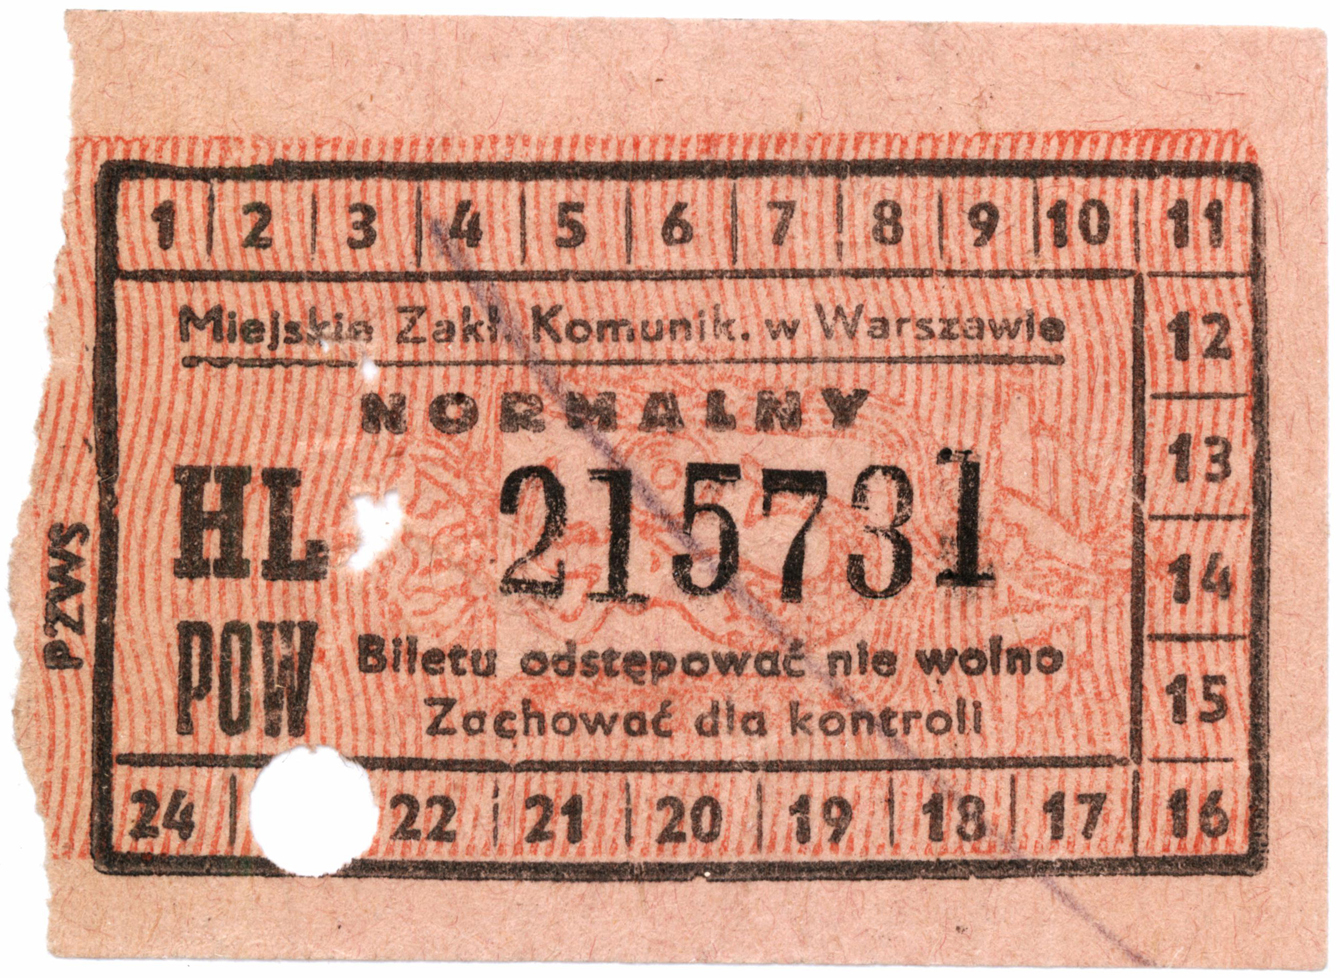 1 2 3 4 5 6 7 8 9 10 11
Miejskie Zakł. Komunik. w Warszawie
12
NORMALNY
13
HL 215731
14
PZWS
POW
Biletu odstępować nie wolno
Zachować dla kontroli
15
24 22 21 20 19 18 17 16